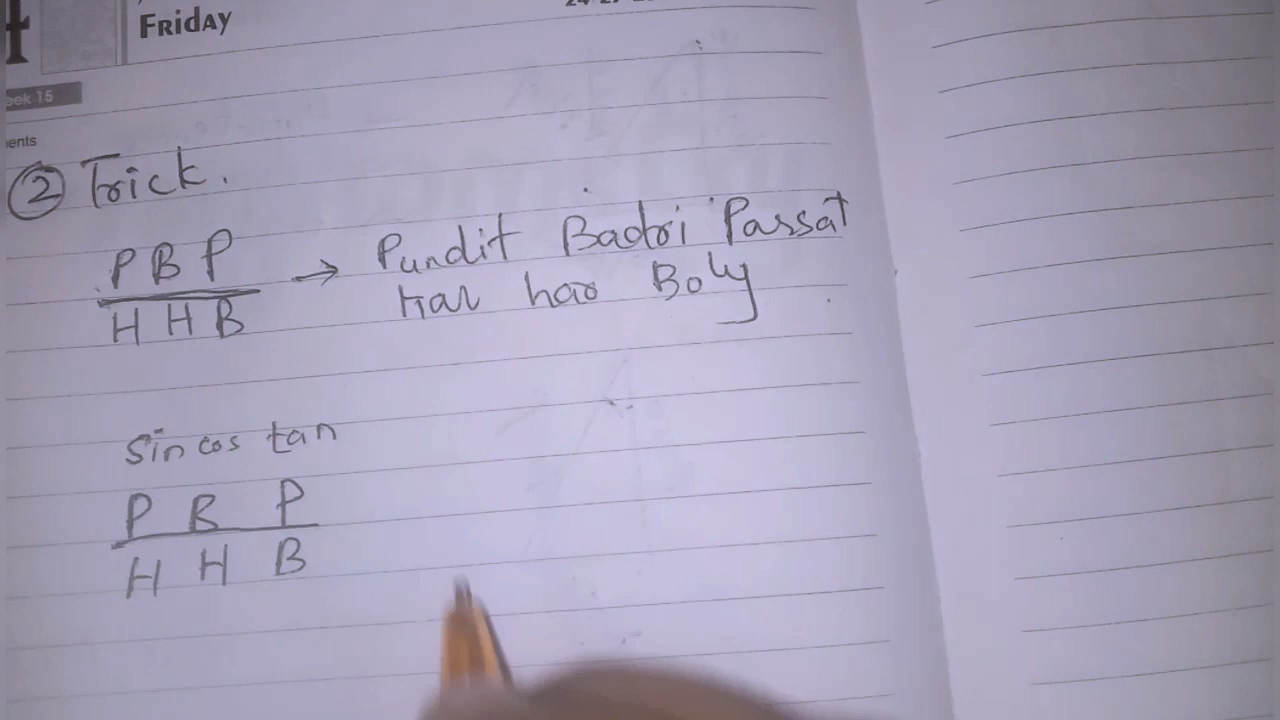 Friday
eek 15
ents
② Trick.
P B P → Pundit Badri Passat
H H B Har har Boly
Sin cos tan
P B P
H H B